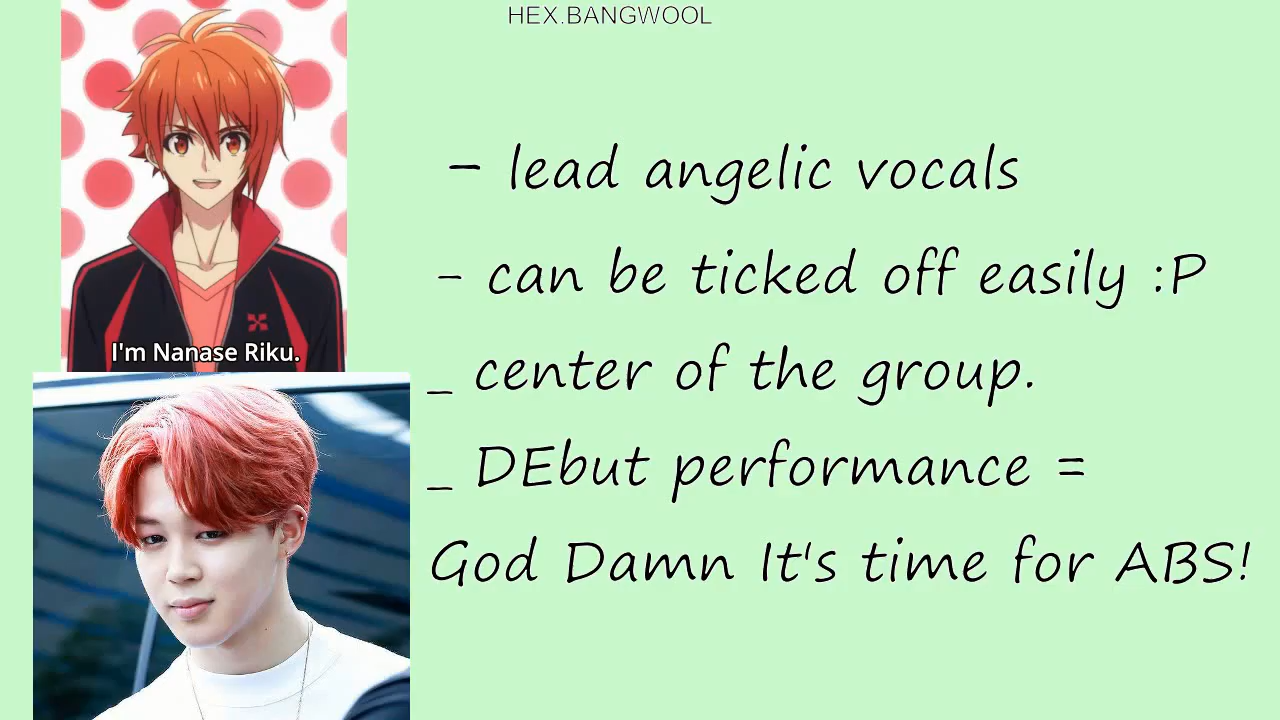 HEX.BANGWOOL
- lead angelic vocals
- can be ticked off easily :P
I'm Nanase Riku.
_ center of the group.
_ DEbut performance =
God Damn It's time for ABS!